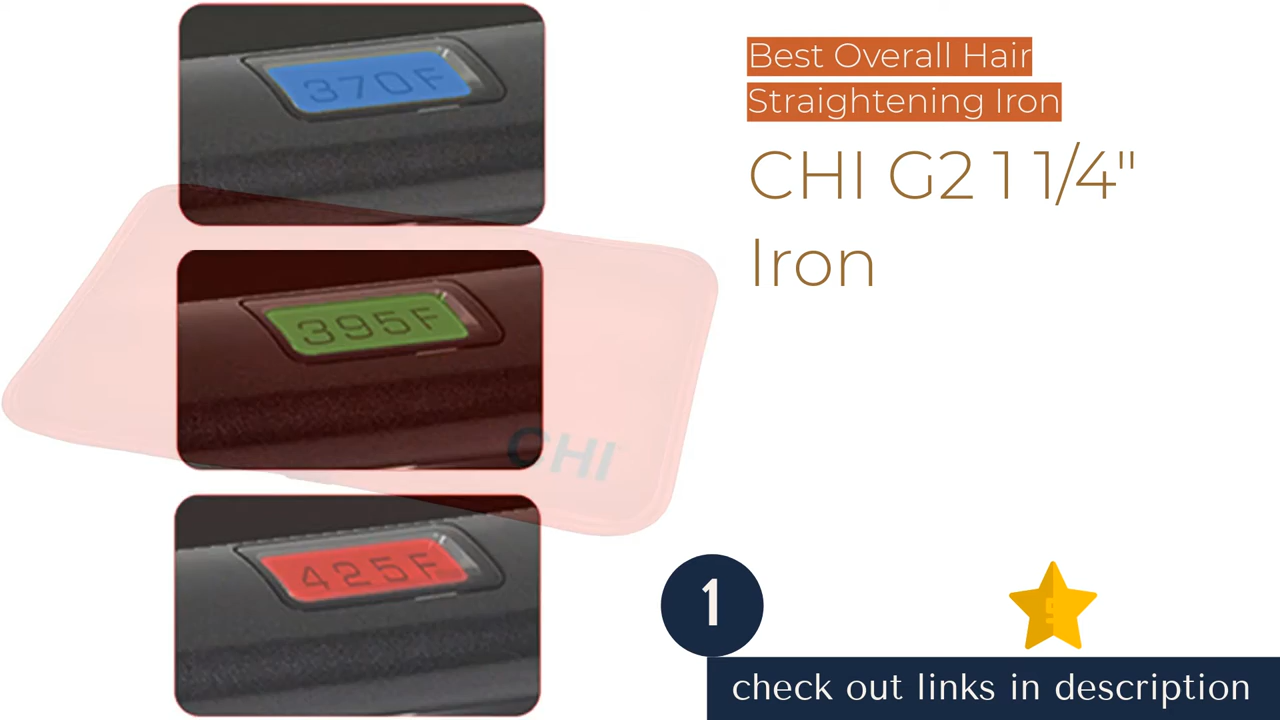 370F
Best Overall Hair
Straightening Iron
CHI G2 1 1/4"
Iron
395F
CHI
425F
1
5
check out links in description